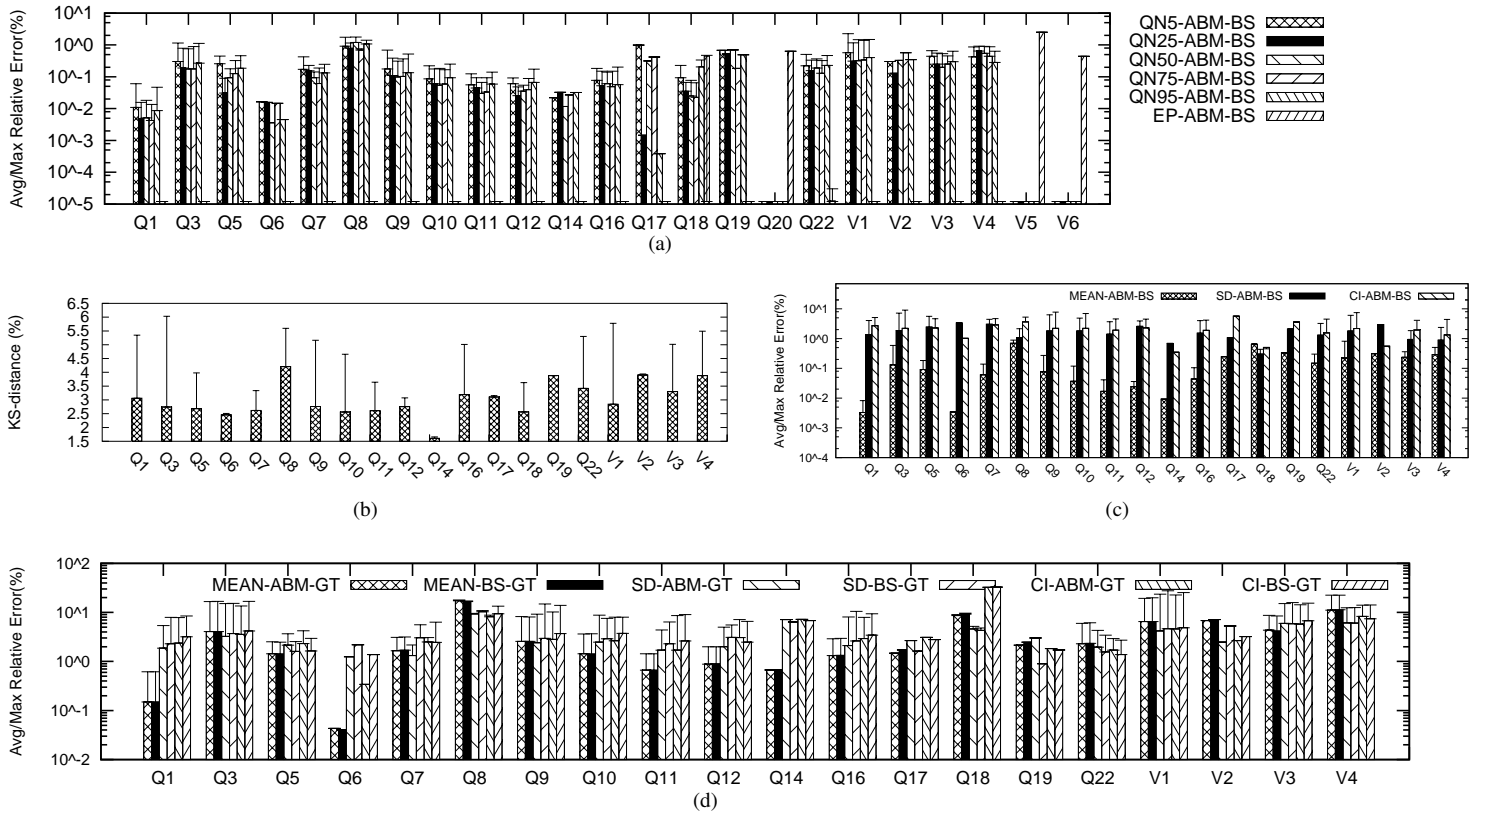 Avg/Max Relative Error(%)
10^1
10^0
10^-1
10^-2
10^-3
10^-4
10^-5
Q1 Q3 Q5 Q6 Q7 Q8 Q9 Q10 Q11 Q12 Q14 Q16 Q17 Q18 Q19 Q20 Q22 V1 V2 V3 V4 V5 V6
QN5-ABM-BS
QN25-ABM-BS
QN50-ABM-BS
QN75-ABM-BS
QN95-ABM-BS
EP-ABM-BS
(a)
KS-distance (%)
6.5
6
5.5
5
4.5
4
3.5
3
2.5
2
1.5
Q1 Q3 Q5 Q6 Q7 Q8 Q9 Q10 Q11 Q12 Q14 Q16 Q17 Q18 Q19 Q22 V1 V2 V3 V4
(b)
Avg/Max Relative Error(%)
MEAN-ABM-BS SD-ABM-BS CI-ABM-BS
10^1
10^0
10^-1
10^-2
10^-3
10^-4
Q1 Q3 Q5 Q6 Q7 Q8 Q9 Q10 Q11 Q12 Q14 Q16 Q17 Q18 Q19 Q22 V1 V2 V3 V4
(c)
Avg/Max Relative Error(%)
MEAN-ABM-GT MEAN-BS-GT SD-ABM-GT SD-BS-GT CI-ABM-GT CI-BS-GT
10^2
10^1
10^0
10^-1
10^-2
Q1 Q3 Q5 Q6 Q7 Q8 Q9 Q10 Q11 Q12 Q14 Q16 Q17 Q18 Q19 Q22 V1 V2 V3 V4
(d)